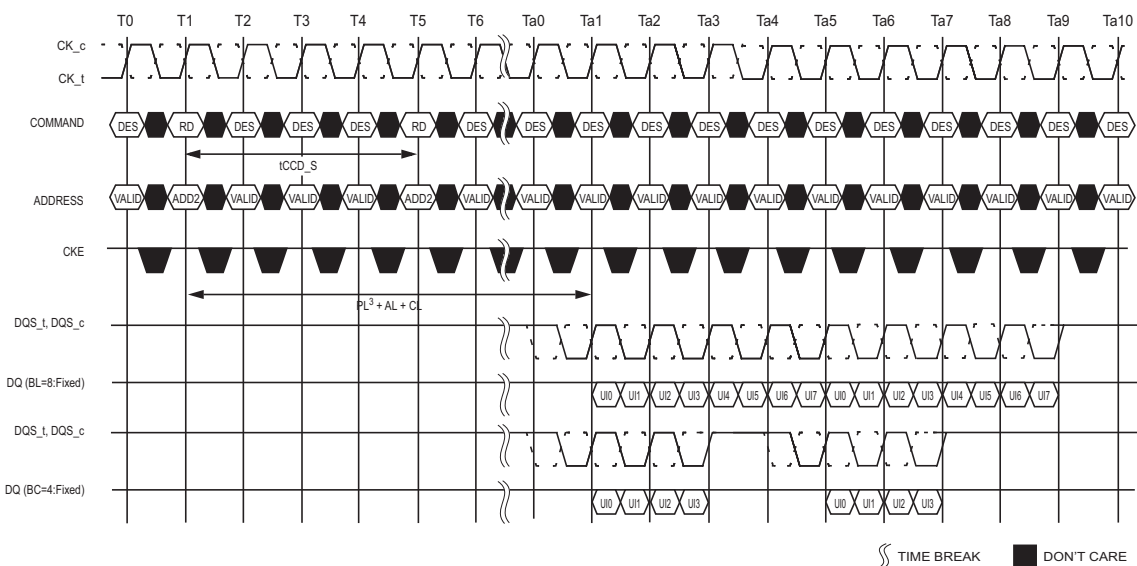 T0 T1 T2 T3 T4 T5 T6 Ta0 Ta1 Ta2 Ta3 Ta4 Ta5 Ta6 Ta7 Ta8 Ta9 Ta10
CK_c
CK_t
COMMAND DES RD DES DES DES RD DES DES DES DES DES DES DES DES DES DES DES DES
tCCD_S
ADDRESS VALID ADD2 VALID VALID VALID ADD2 VALID VALID VALID VALID VALID VALID VALID VALID VALID VALID VALID VALID
CKE
PL3 + AL + CL
DQS_t, DQS_c
DQ (BL=8:Fixed) UI0 UI1 UI2 UI3 UI4 UI5 UI6 UI7 UI0 UI1 UI2 UI3 UI4 UI5 UI6 UI7
DQS_t, DQS_c
DQ (BC=4:Fixed) UI0 UI1 UI2 UI3 UI0 UI1 UI2 UI3
TIME BREAK DON'T CARE